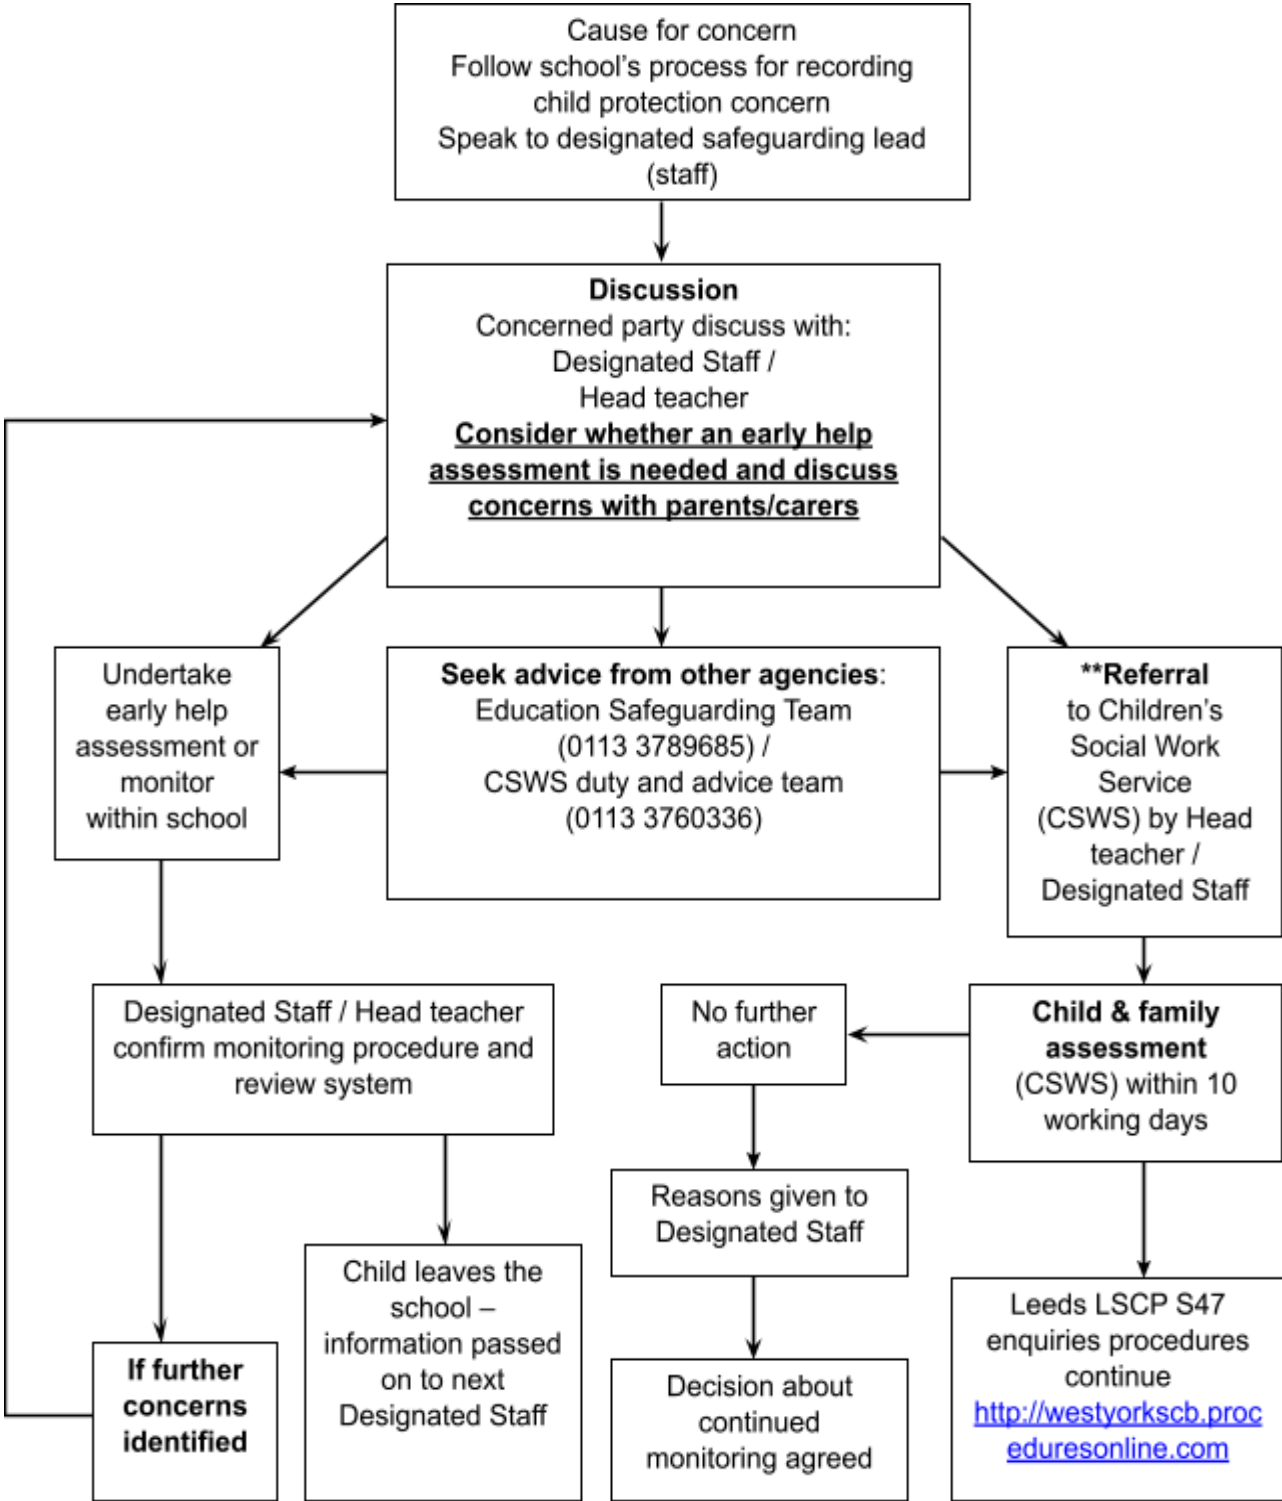 Cause for concern
Follow school’s process for recording
child protection concern
Speak to designated safeguarding lead
(staff)
Discussion
Concerned party discuss with:
Designated Staff /
Head teacher
Consider whether an early help
assessment is needed and discuss
concerns with parents/carers
Undertake
early help
assessment or
monitor
within school
Seek advice from other agencies:
Education Safeguarding Team
(0113 3789685) /
CSWS duty and advice team
(0113 3760336)
**Referral
to Children’s
Social Work
Service
(CSWS) by Head
teacher /
Designated Staff
Designated Staff / Head teacher
confirm monitoring procedure and
review system
No further
action
Child & family
assessment
(CSWS) within 10
working days
Reasons given to
Designated Staff
If further
concerns
identified
Child leaves the
school –
information passed
on to next
Designated Staff
Decision about
continued
monitoring agreed
Leeds LSCP S47
enquiries procedures
continue
http://westyorkscb.proc
eduresonline.com